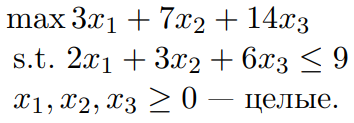 max 3x₁ + 7x₂ + 14x₃
s.t. 2x₁ + 3x₂ + 6x₃ ≤ 9
x₁, x₂, x₃ ≥ 0 — целые.